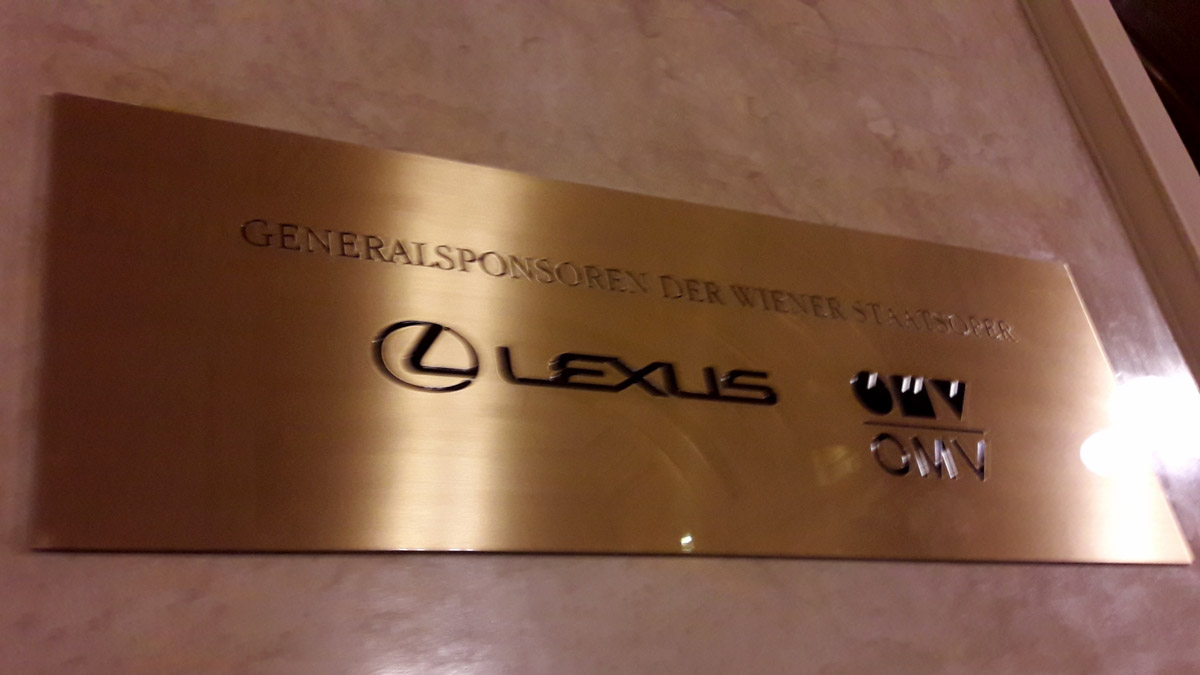 GENERALSPONSOREN DER WIENER STAATSOPER
LEXUS
OMV
OMV